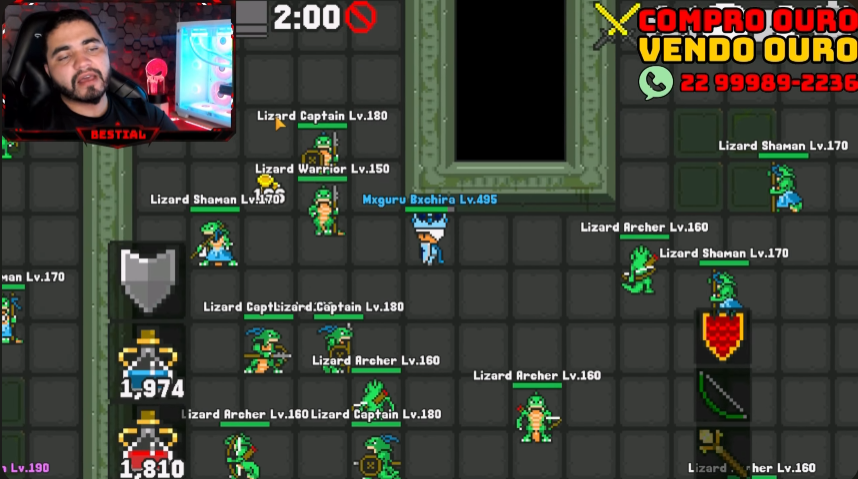 2:00
COMPRO OURO
VENDO OURO
22 99989-2236
BESTIAL
Lizard Captain Lv.180
Lizard Shaman Lv.170
Lizard Warrior Lv.150
Lizard Shaman Lv.170
Mxguru Bxchira Lv.495
Lizard Archer Lv.160
Lizard Shaman Lv.170
man Lv.170
Lizard Captain Lv.180
Lizard Archer Lv.160
Lizard Archer Lv.160
1,974
Lizard Archer Lv.160
Lizard Captain Lv.180
1,810
Lv.190
Lizard Archer Lv.160